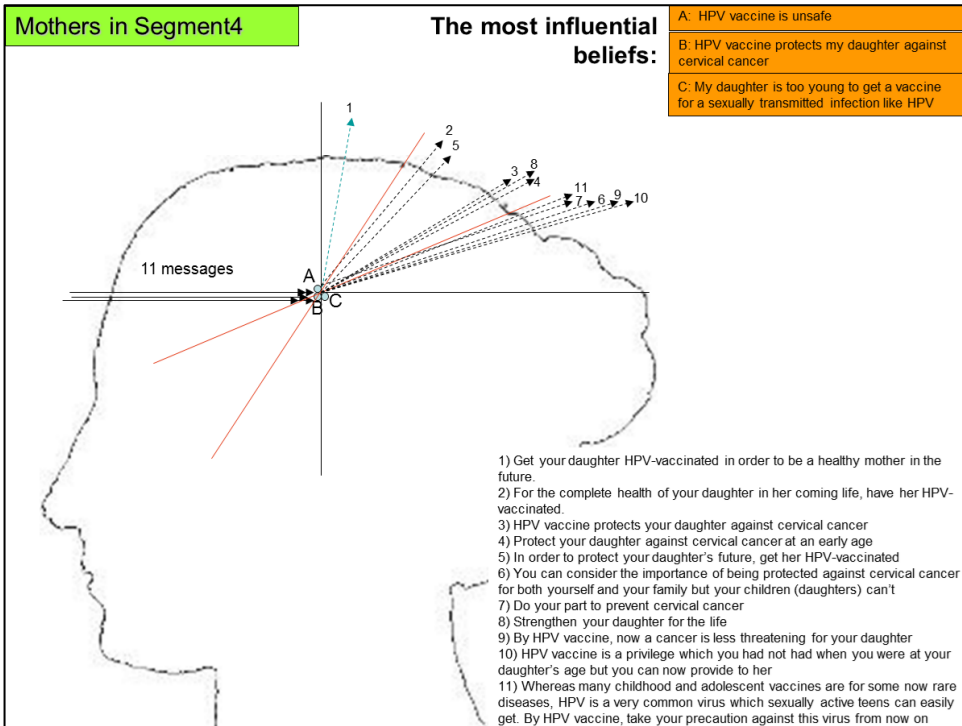 Mothers in Segment4
The most influential
beliefs:
A: HPV vaccine is unsafe
B: HPV vaccine protects my daughter against
cervical cancer
C: My daughter is too young to get a vaccine
for a sexually transmitted infection like HPV
1
2
5
3
8
4
11
7
6
9
10
11 messages
A
B
C
1) Get your daughter HPV-vaccinated in order to be a healthy mother in the
future.
2) For the complete health of your daughter in her coming life, have her HPV-
vaccinated.
3) HPV vaccine protects your daughter against cervical cancer
4) Protect your daughter against cervical cancer at an early age
5) In order to protect your daughter's future, get her HPV-vaccinated
6) You can consider the importance of being protected against cervical cancer
for both yourself and your family but your children (daughters) can't
7) Do your part to prevent cervical cancer
8) Strengthen your daughter for the life
9) By HPV vaccine, now a cancer is less threatening for your daughter
10) HPV vaccine is a privilege which you had not had when you were at your
daughter's age but you can now provide to her
11) Whereas many childhood and adolescent vaccines are for some now rare
diseases, HPV is a very common virus which sexually active teens can easily
get. By HPV vaccine, take your precaution against this virus from now on